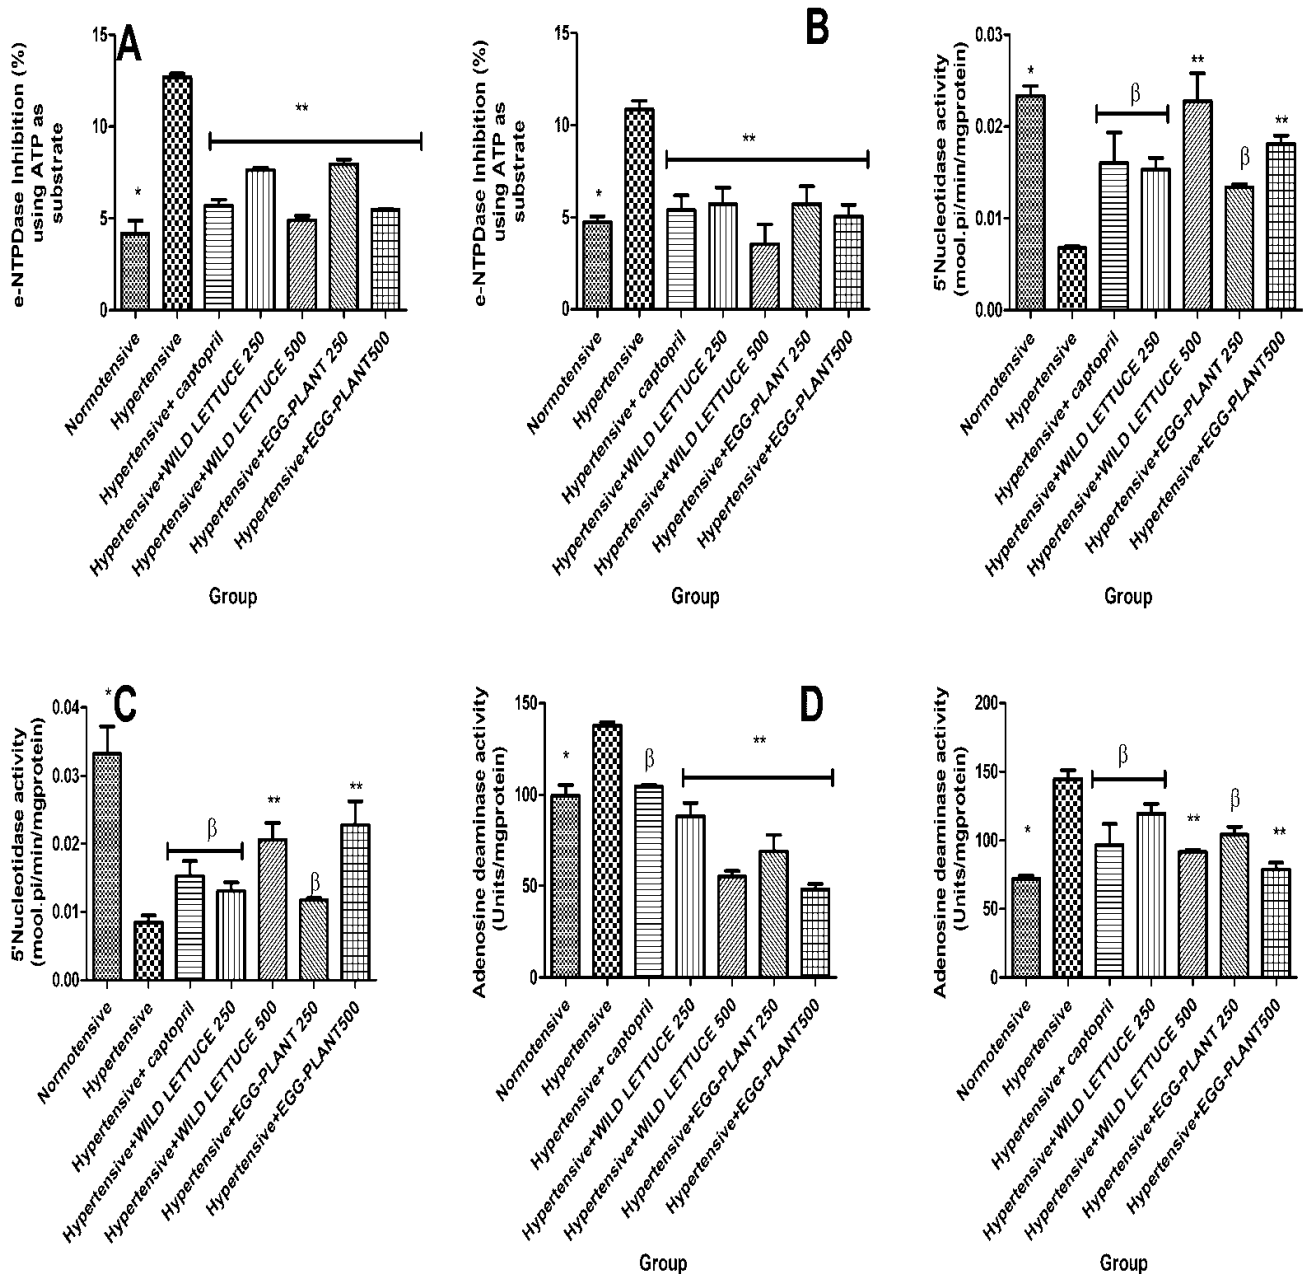 A
e-NTPDase Inhibition (%)
using ATP as
substrate
15
10
5
0
*
**
Normotensive
Hypertensive
Hypertensive+ captopril
Hypertensive+WILD LETTUCE 250
Hypertensive+WILD LETTUCE 500
Hypertensive+EGG-PLANT 250
Hypertensive+EGG-PLANT500
Group
B
e-NTPDase Inhibition (%)
using ATP as
substrate
15
10
5
0
*
**
Normotensive
Hypertensive
Hypertensive+ captopril
Hypertensive+WILD LETTUCE 250
Hypertensive+WILD LETTUCE 500
Hypertensive+EGG-PLANT 250
Hypertensive+EGG-PLANT500
Group
5'Nucleotidase activity
(mool.pi/min/mgprotein)
0.03
0.02
0.01
0.00
*
β
**
β
**
Normotensive
Hypertensive
Hypertensive+ captopril
Hypertensive+WILD LETTUCE 250
Hypertensive+WILD LETTUCE 500
Hypertensive+EGG-PLANT 250
Hypertensive+EGG-PLANT500
C
5'Nucleotidase activity
(mool.pi/min/mgprotein)
0.04
0.03
0.02
0.01
0.00
*
β
**
β
**
Normotensive
Hypertensive
Hypertensive+ captopril
Hypertensive+WILD LETTUCE 250
Hypertensive+WILD LETTUCE 500
Hypertensive+EGG-PLANT 250
Hypertensive+EGG-PLANT500
D
Adenosine deaminase activity
(Units/mgprotein)
150
100
50
0
*
β
**
Normotensive
Hypertensive
Hypertensive+ captopril
Hypertensive+WILD LETTUCE 250
Hypertensive+WILD LETTUCE 500
Hypertensive+EGG-PLANT 250
Hypertensive+EGG-PLANT500
Group
Adenosine deaminase activity
(Units/mgprotein)
200
150
100
50
0
*
β
**
β
**
Normotensive
Hypertensive
Hypertensive+ captopril
Hypertensive+WILD LETTUCE 250
Hypertensive+WILD LETTUCE 500
Hypertensive+EGG-PLANT 250
Hypertensive+EGG-PLANT500
Group